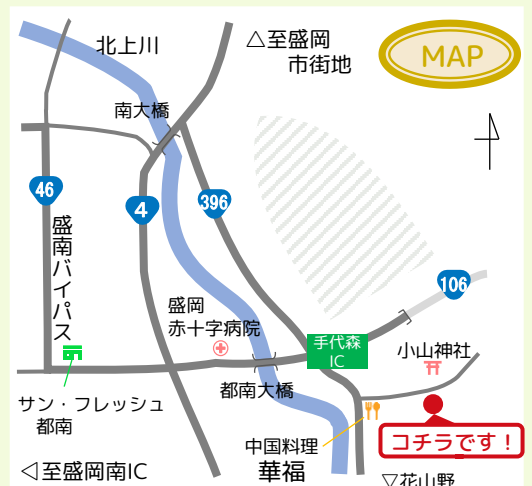 北上川
△至盛岡
市街地
MAP
南大橋
46
4
396
盛南バイパス
106
盛岡
赤十字病院
手代森
IC
小山神社
都南大橋
サン・フレッシュ
都南
中国料理
華福
コチラです！
◁至盛岡南IC
▽花山野